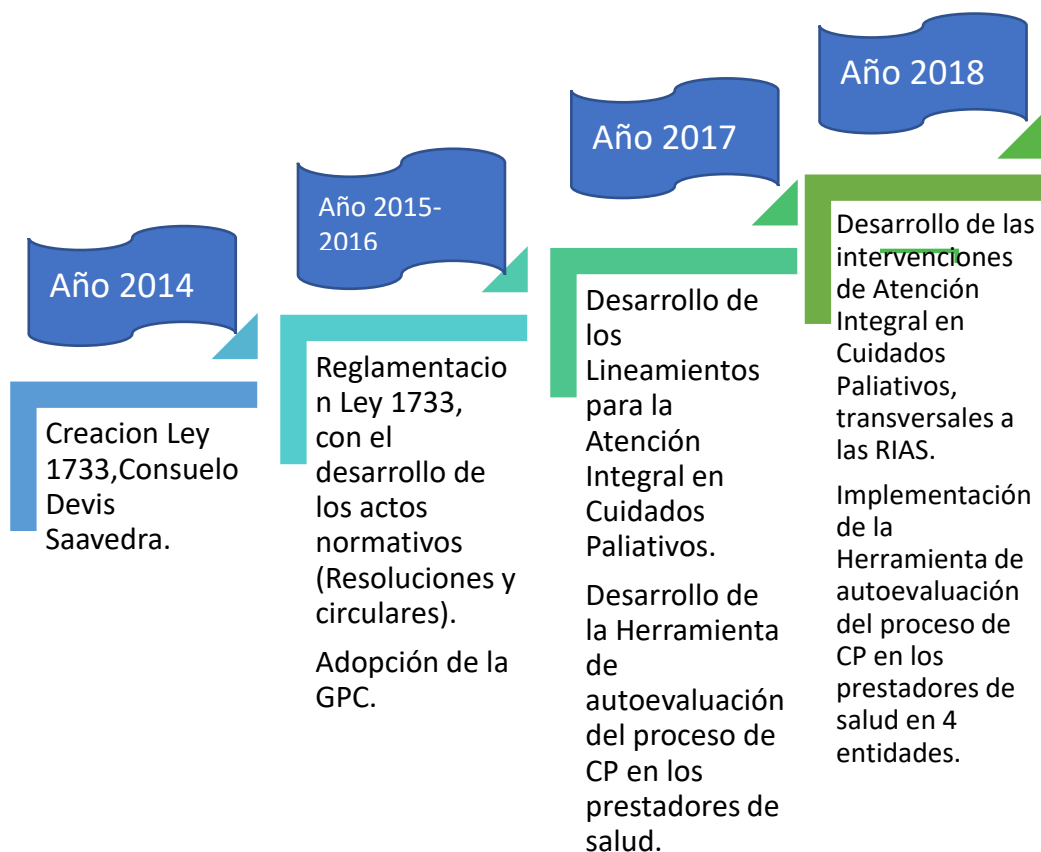 Año 2014
Creacion Ley
1733,Consuelo
Devis
Saavedra.
Año 2015-
2016
Reglamentacio
n Ley 1733,
con el
desarrollo de
los actos
normativos
(Resoluciones y
circulares).
Adopción de la
GPC.
Año 2017
Desarrollo de
los
Lineamientos
para la
Atención
Integral en
Cuidados
Paliativos.
Desarrollo de
la Herramienta
de
autoevaluación
del proceso de
CP en los
prestadores de
salud.
Año 2018
Desarrollo de las
intervenciones
de Atención
Integral en
Cuidados
Paliativos,
transversales a
las RIAS.
Implementación
de la
Herramienta de
autoevaluación
del proceso de
CP en los
prestadores de
salud en 4
entidades.